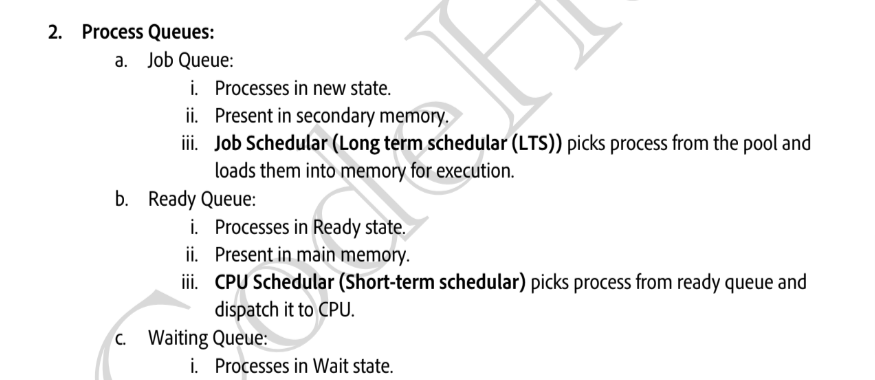 2. Process Queues:
a. Job Queue:
i. Processes in new state.
ii. Present in secondary memory.
iii. Job Schedular (Long term schedular (LTS)) picks process from the pool and
loads them into memory for execution.
b. Ready Queue:
i. Processes in Ready state.
ii. Present in main memory.
iii. CPU Schedular (Short-term schedular) picks process from ready queue and
dispatch it to CPU.
c. Waiting Queue:
i. Processes in Wait state.
CodeH